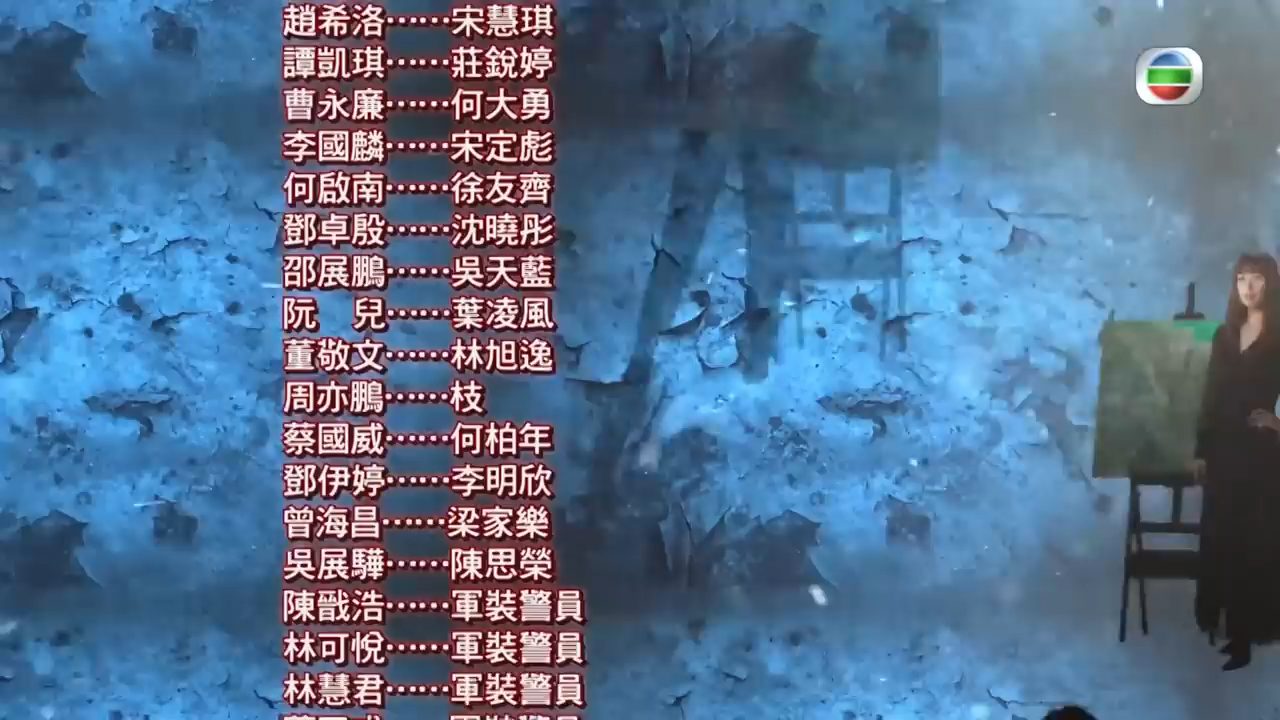 趙希洛……宋慧琪
譚凱琪……莊銳婷
曹永廉……何大勇
李國麟……宋定彪
何啟南……徐友齊
鄧卓殷……沈曉彤
邵展鵬……吳天藍
阮　兒……葉凌風
董敬文……林旭逸
周亦鵬……枝
蔡國威……何柏年
鄧伊婷……李明欣
曾海昌……梁家樂
吳展驊……陳思榮
陳戩浩……軍裝警員
林可悅……軍裝警員
林慧君……軍裝警員